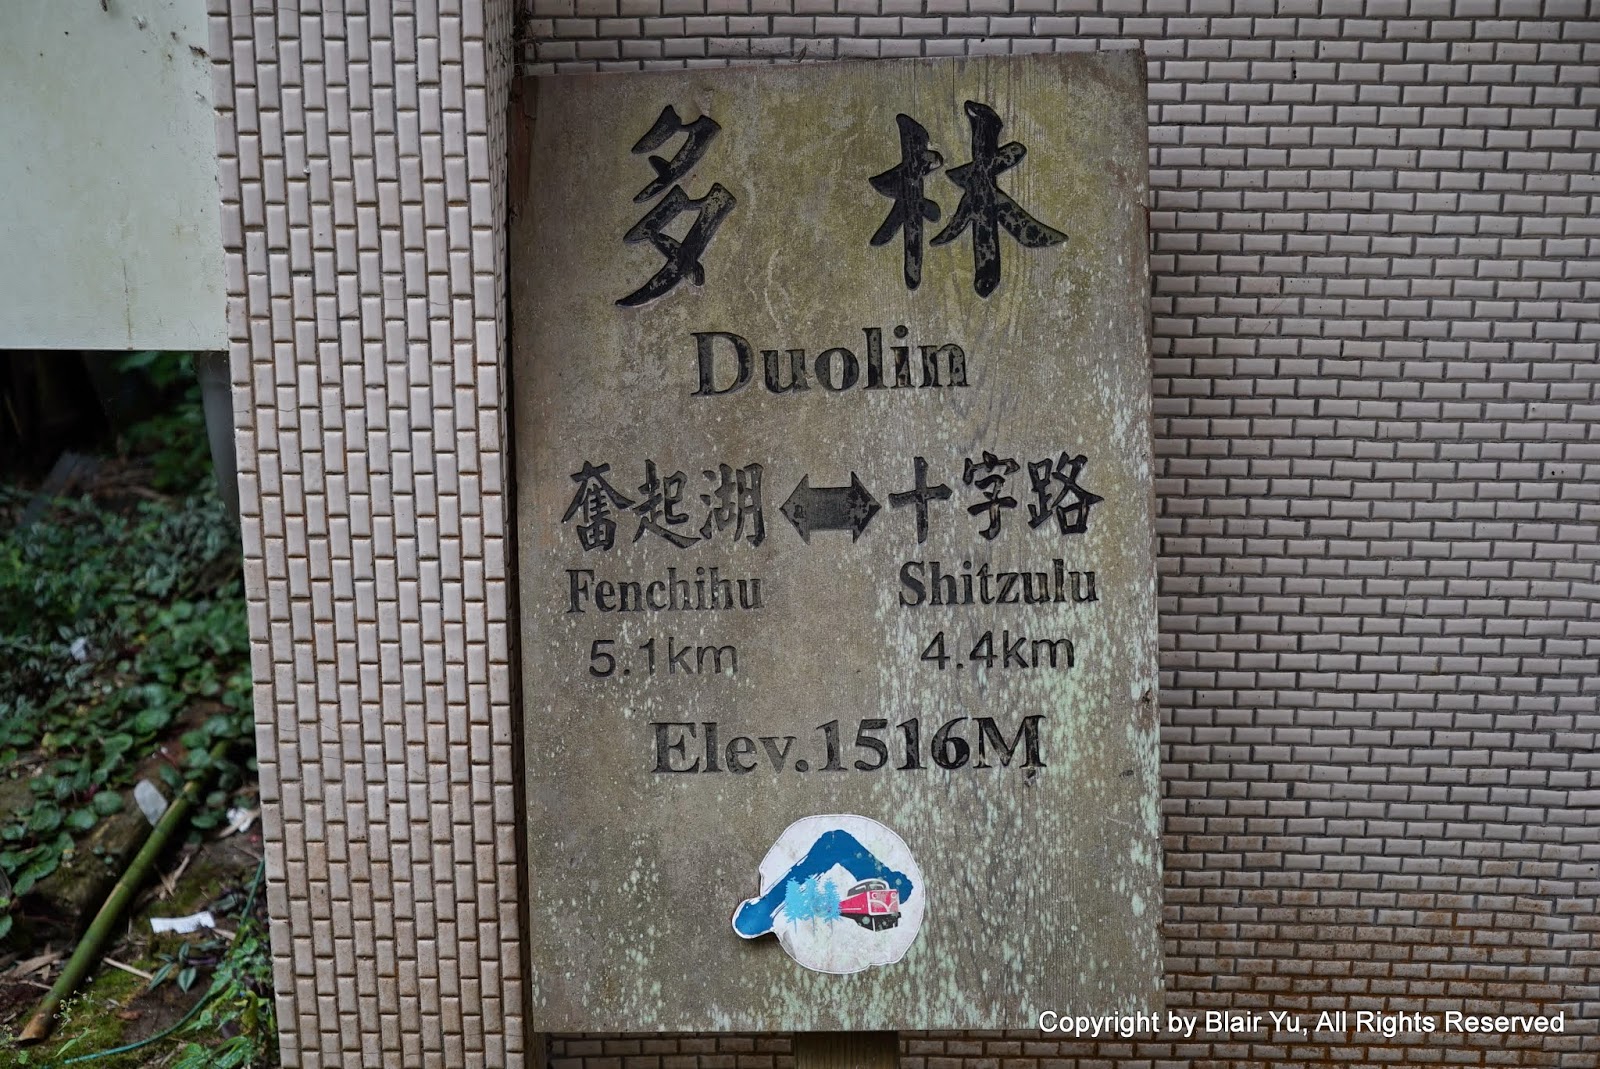 多林
Duolin
奮起湖 ↔ 十字路
Fenchihu Shitzulu
5.1km 4.4km
Elev.1516M
Copyright by Blair Yu, All Rights Reserved